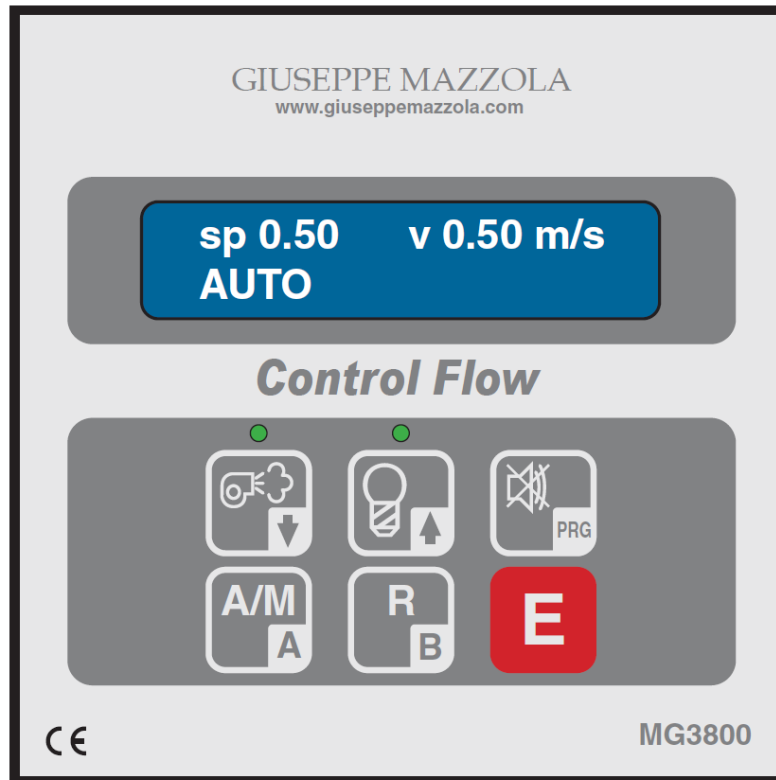 GIUSEPPE MAZZOLA
www.giuseppemazzola.com
sp 0.50 v 0.50 m/s
AUTO
Control Flow
PRG
A/M A
R B
E
CE MG3800